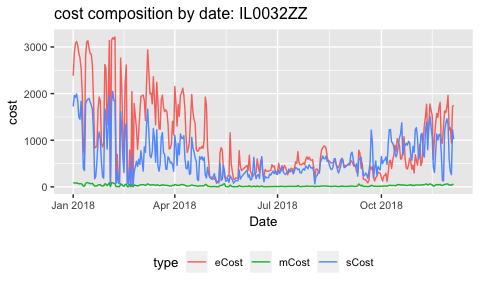 cost composition by date: IL0032ZZ
3000
2000
1000
0
cost
Jan 2018 Apr 2018 Jul 2018 Oct 2018
Date
type eCost mCost sCost